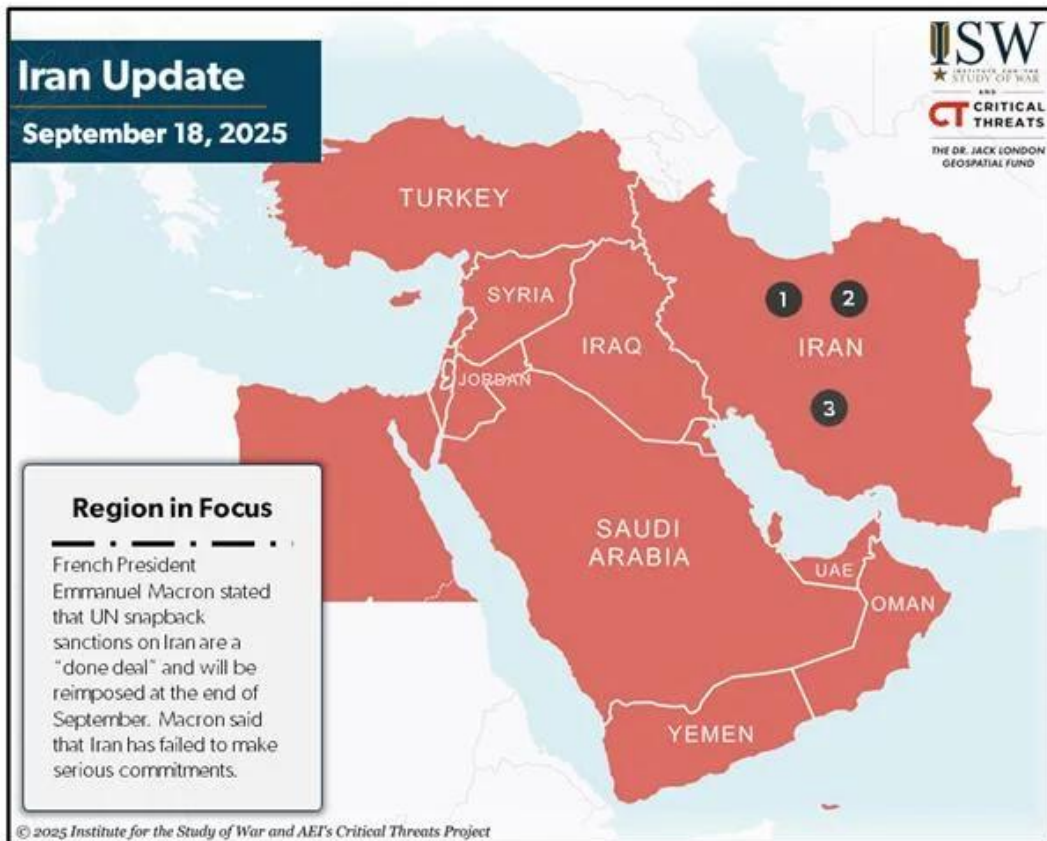 Iran Update
September 18, 2025
ISW
INSTITUTE FOR THE
STUDY OF WAR
AND
CT CRITICAL
THREATS
THE DR. JACK LONDON
GEOSPATIAL FUND
TURKEY
SYRIA
IRAQ
JORDAN
IRAN
1
2
3
SAUDI
ARABIA
UAE
OMAN
YEMEN
Region in Focus
French President
Emmanuel Macron stated
that UN snapback
sanctions on Iran are a
“done deal” and will be
reimposed at the end of
September. Macron said
that Iran has failed to make
serious commitments.
© 2025 Institute for the Study of War and AEI's Critical Threats Project